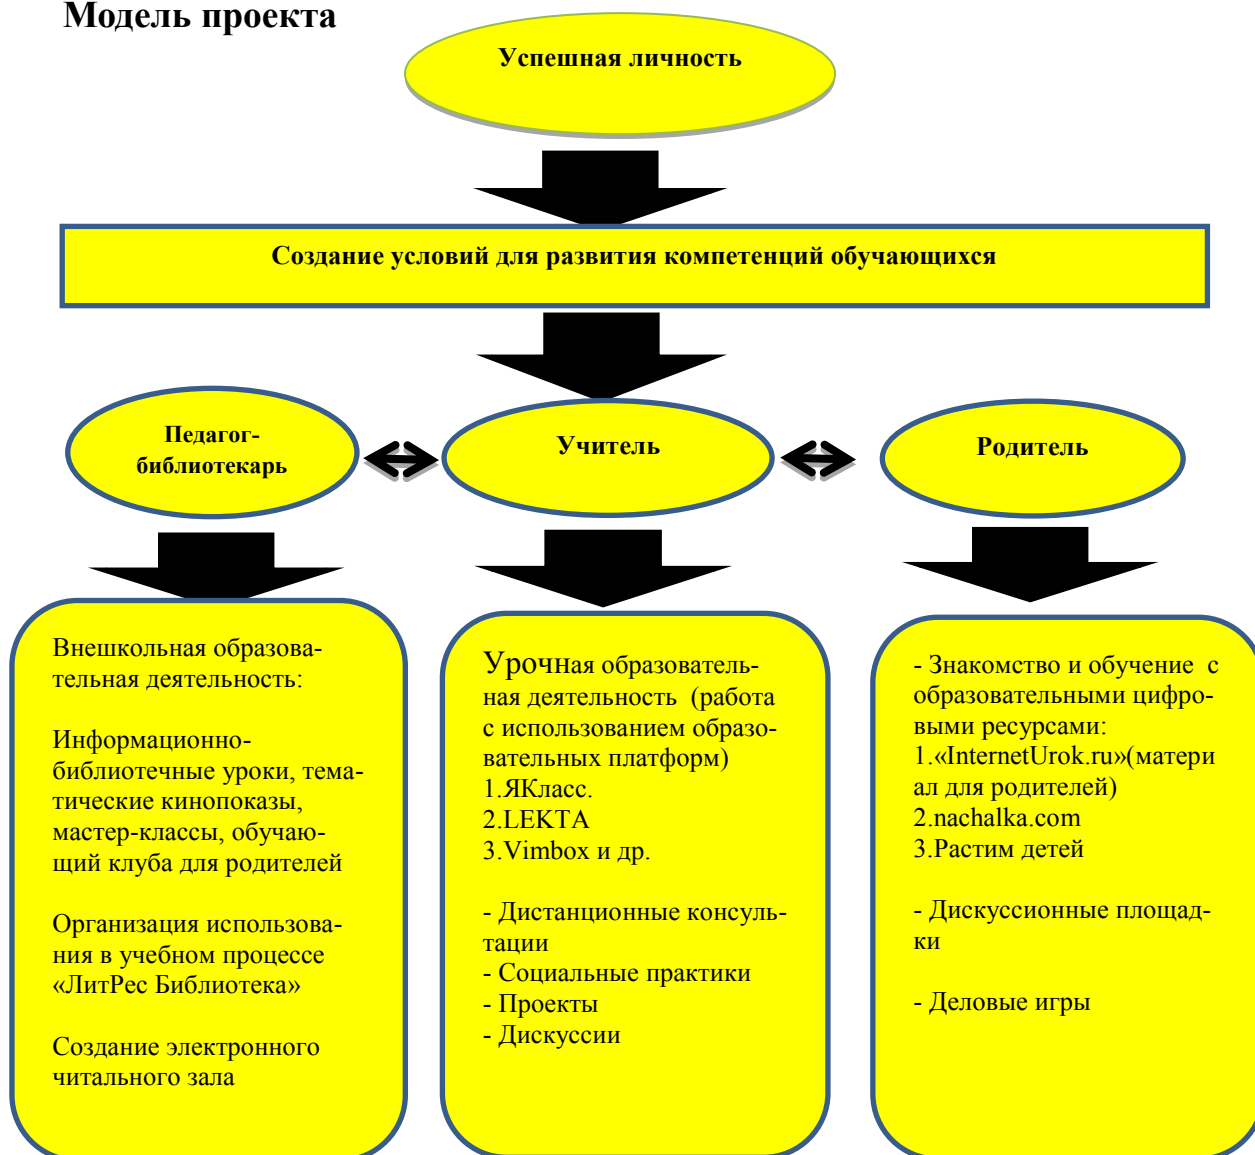 Модель проекта
Успешная личность
Создание условий для развития компетенций обучающихся
Педагог-
библиотекарь
Учитель
Родитель
Внешкольная образова-
тельная деятельность:
Информационно-
библиотечные уроки, тема-
тические кинопоказы,
мастер-классы, обучаю-
щий клуба для родителей
Организация использова-
ния в учебном процессе
«ЛитРес Библиотека»
Создание электронного
читального зала
Урочная образователь-
ная деятельность (работа
с использованием образо-
вательных платформ)
1.ЯКласс.
2.LEKTA
3.Vimbox и др.
- Дистанционные консуль-
тации
- Социальные практики
- Проекты
- Дискуссии
- Знакомство и обучение с
образовательными цифро-
выми ресурсами:
1.«InternetUrok.ru»(матери
ал для родителей)
2.nachalka.com
3.Растим детей
- Дискуссионные площад-
ки
- Деловые игры